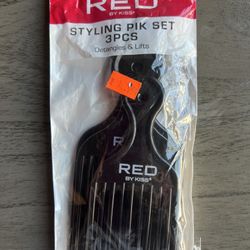 RED
BY KISS®
STYLING PIK SET
3PCS
Detangles & Lifts
RED
BY KISS®